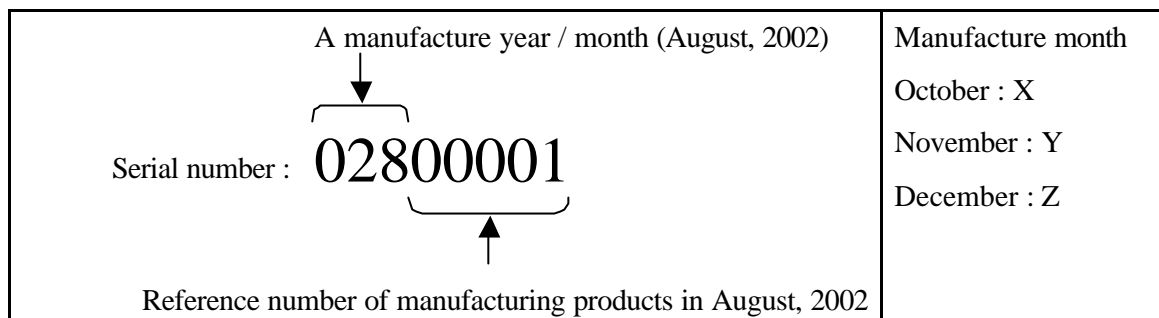 A manufacture year / month (August, 2002)
Serial number : 02800001
Reference number of manufacturing products in August, 2002
Manufacture month
October : X
November : Y
December : Z